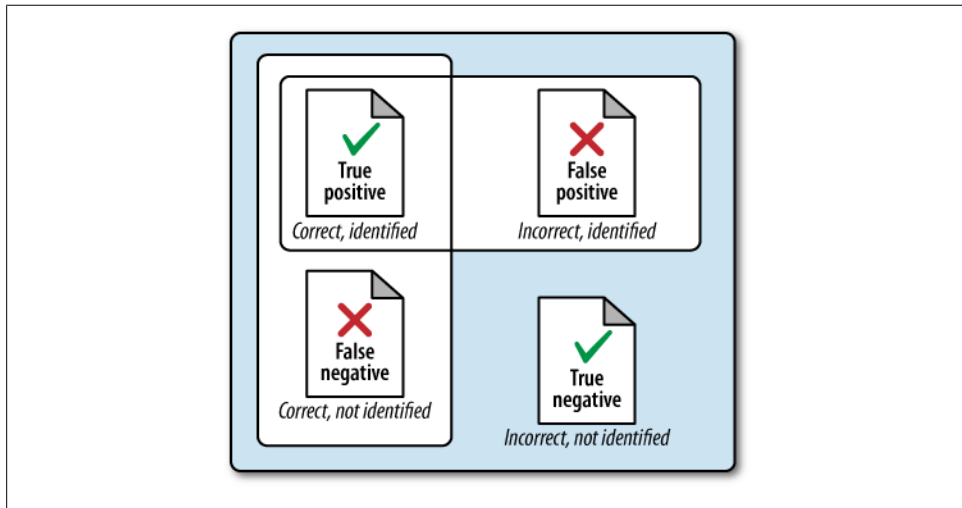 True
positive
Correct, identified
False
positive
Incorrect, identified
False
negative
Correct, not identified
True
negative
Incorrect, not identified